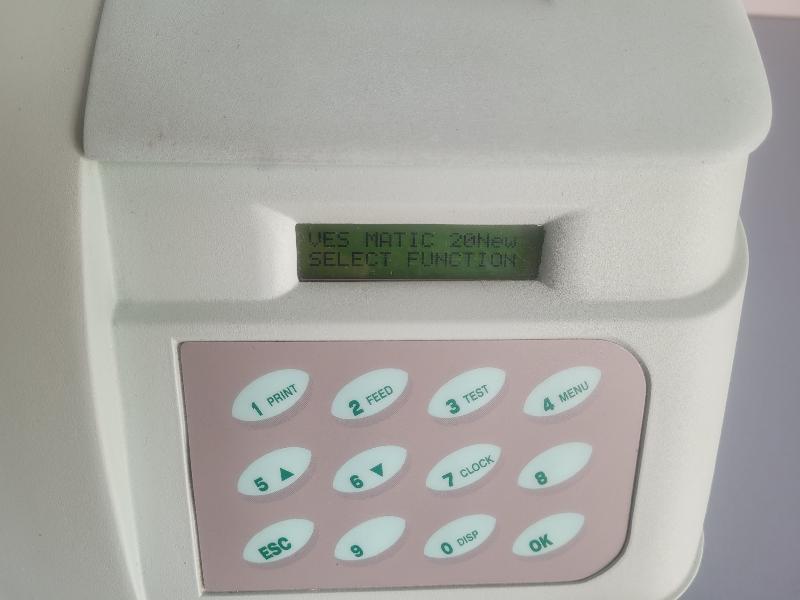 VES MATIC 20New
SELECT FUNCTION
1 PRINT 2 FEED 3 TEST 4 MENU
5 ▲ 6 ▼ 7 CLOCK 8
ESC 9 0 DISP OK